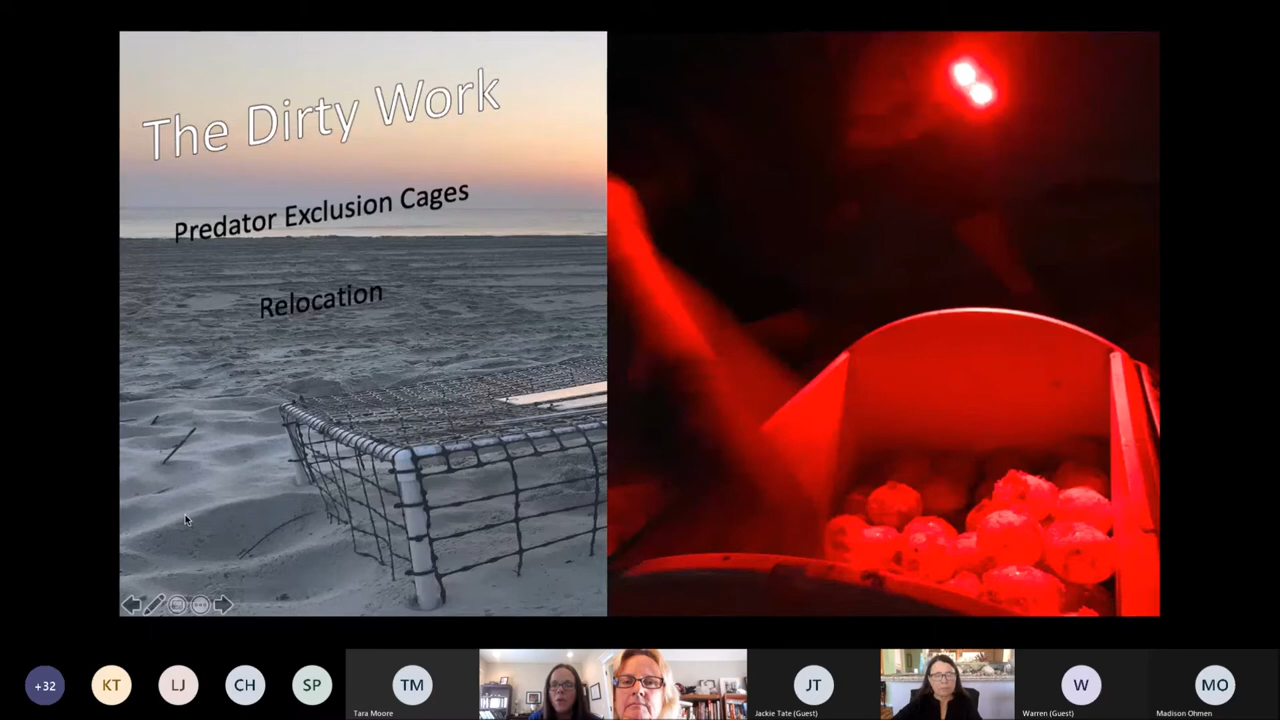 The Dirty Work
Predator Exclusion Cages
Relocation
+32
KT
LJ
CH
SP
TM
Tara Moore
JT
Jackie Tate (Guest)
W
Warren (Guest)
MO
Madison Ohmen